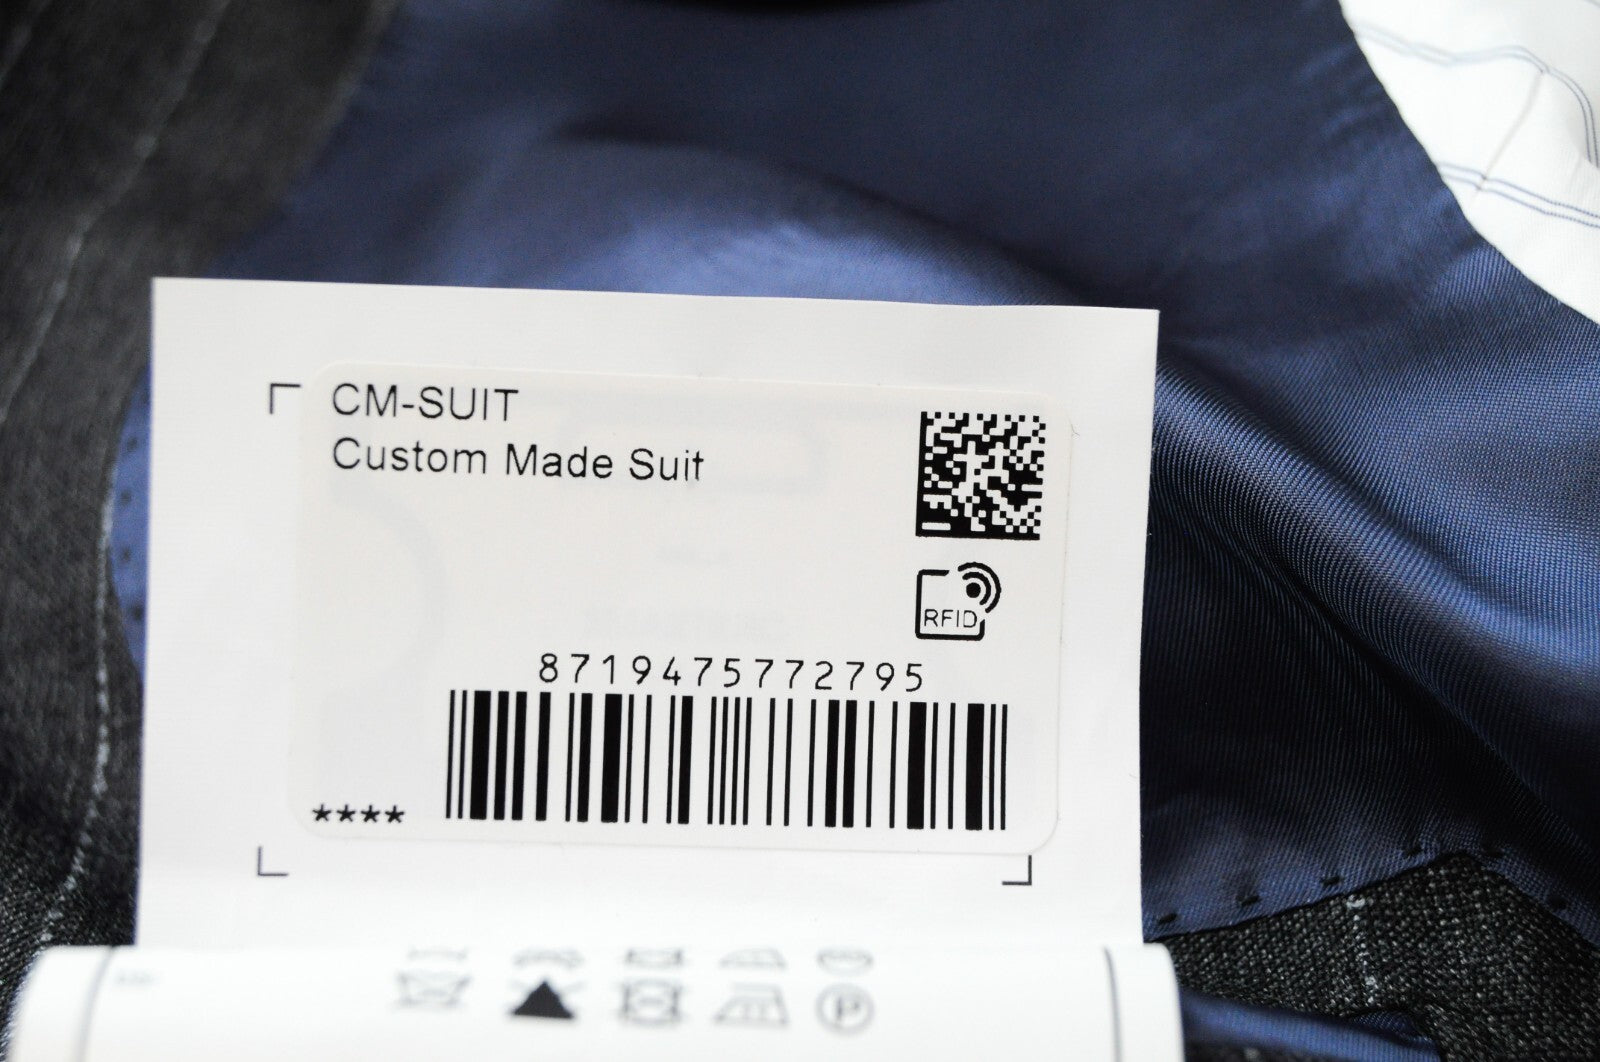 CM-SUIT
Custom Made Suit
RFID
8719475772795
****
P